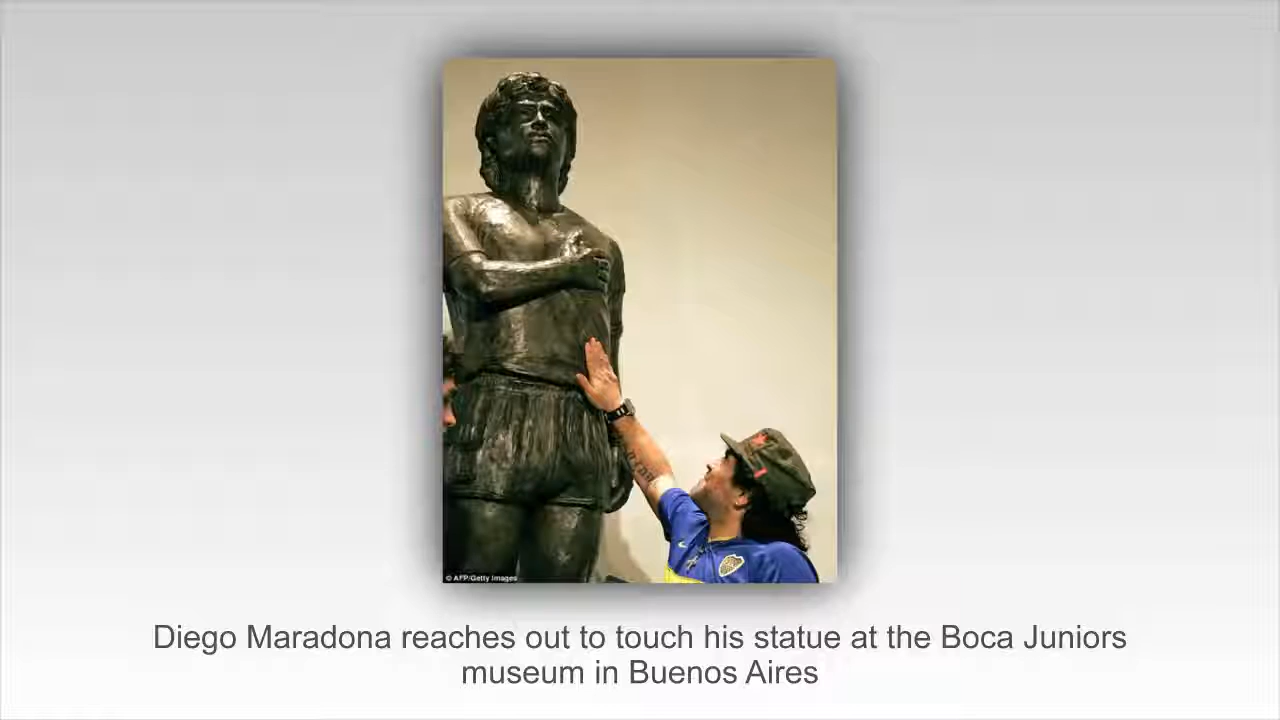 © AFP/Getty Images
Diego Maradona reaches out to touch his statue at the Boca Juniors
museum in Buenos Aires